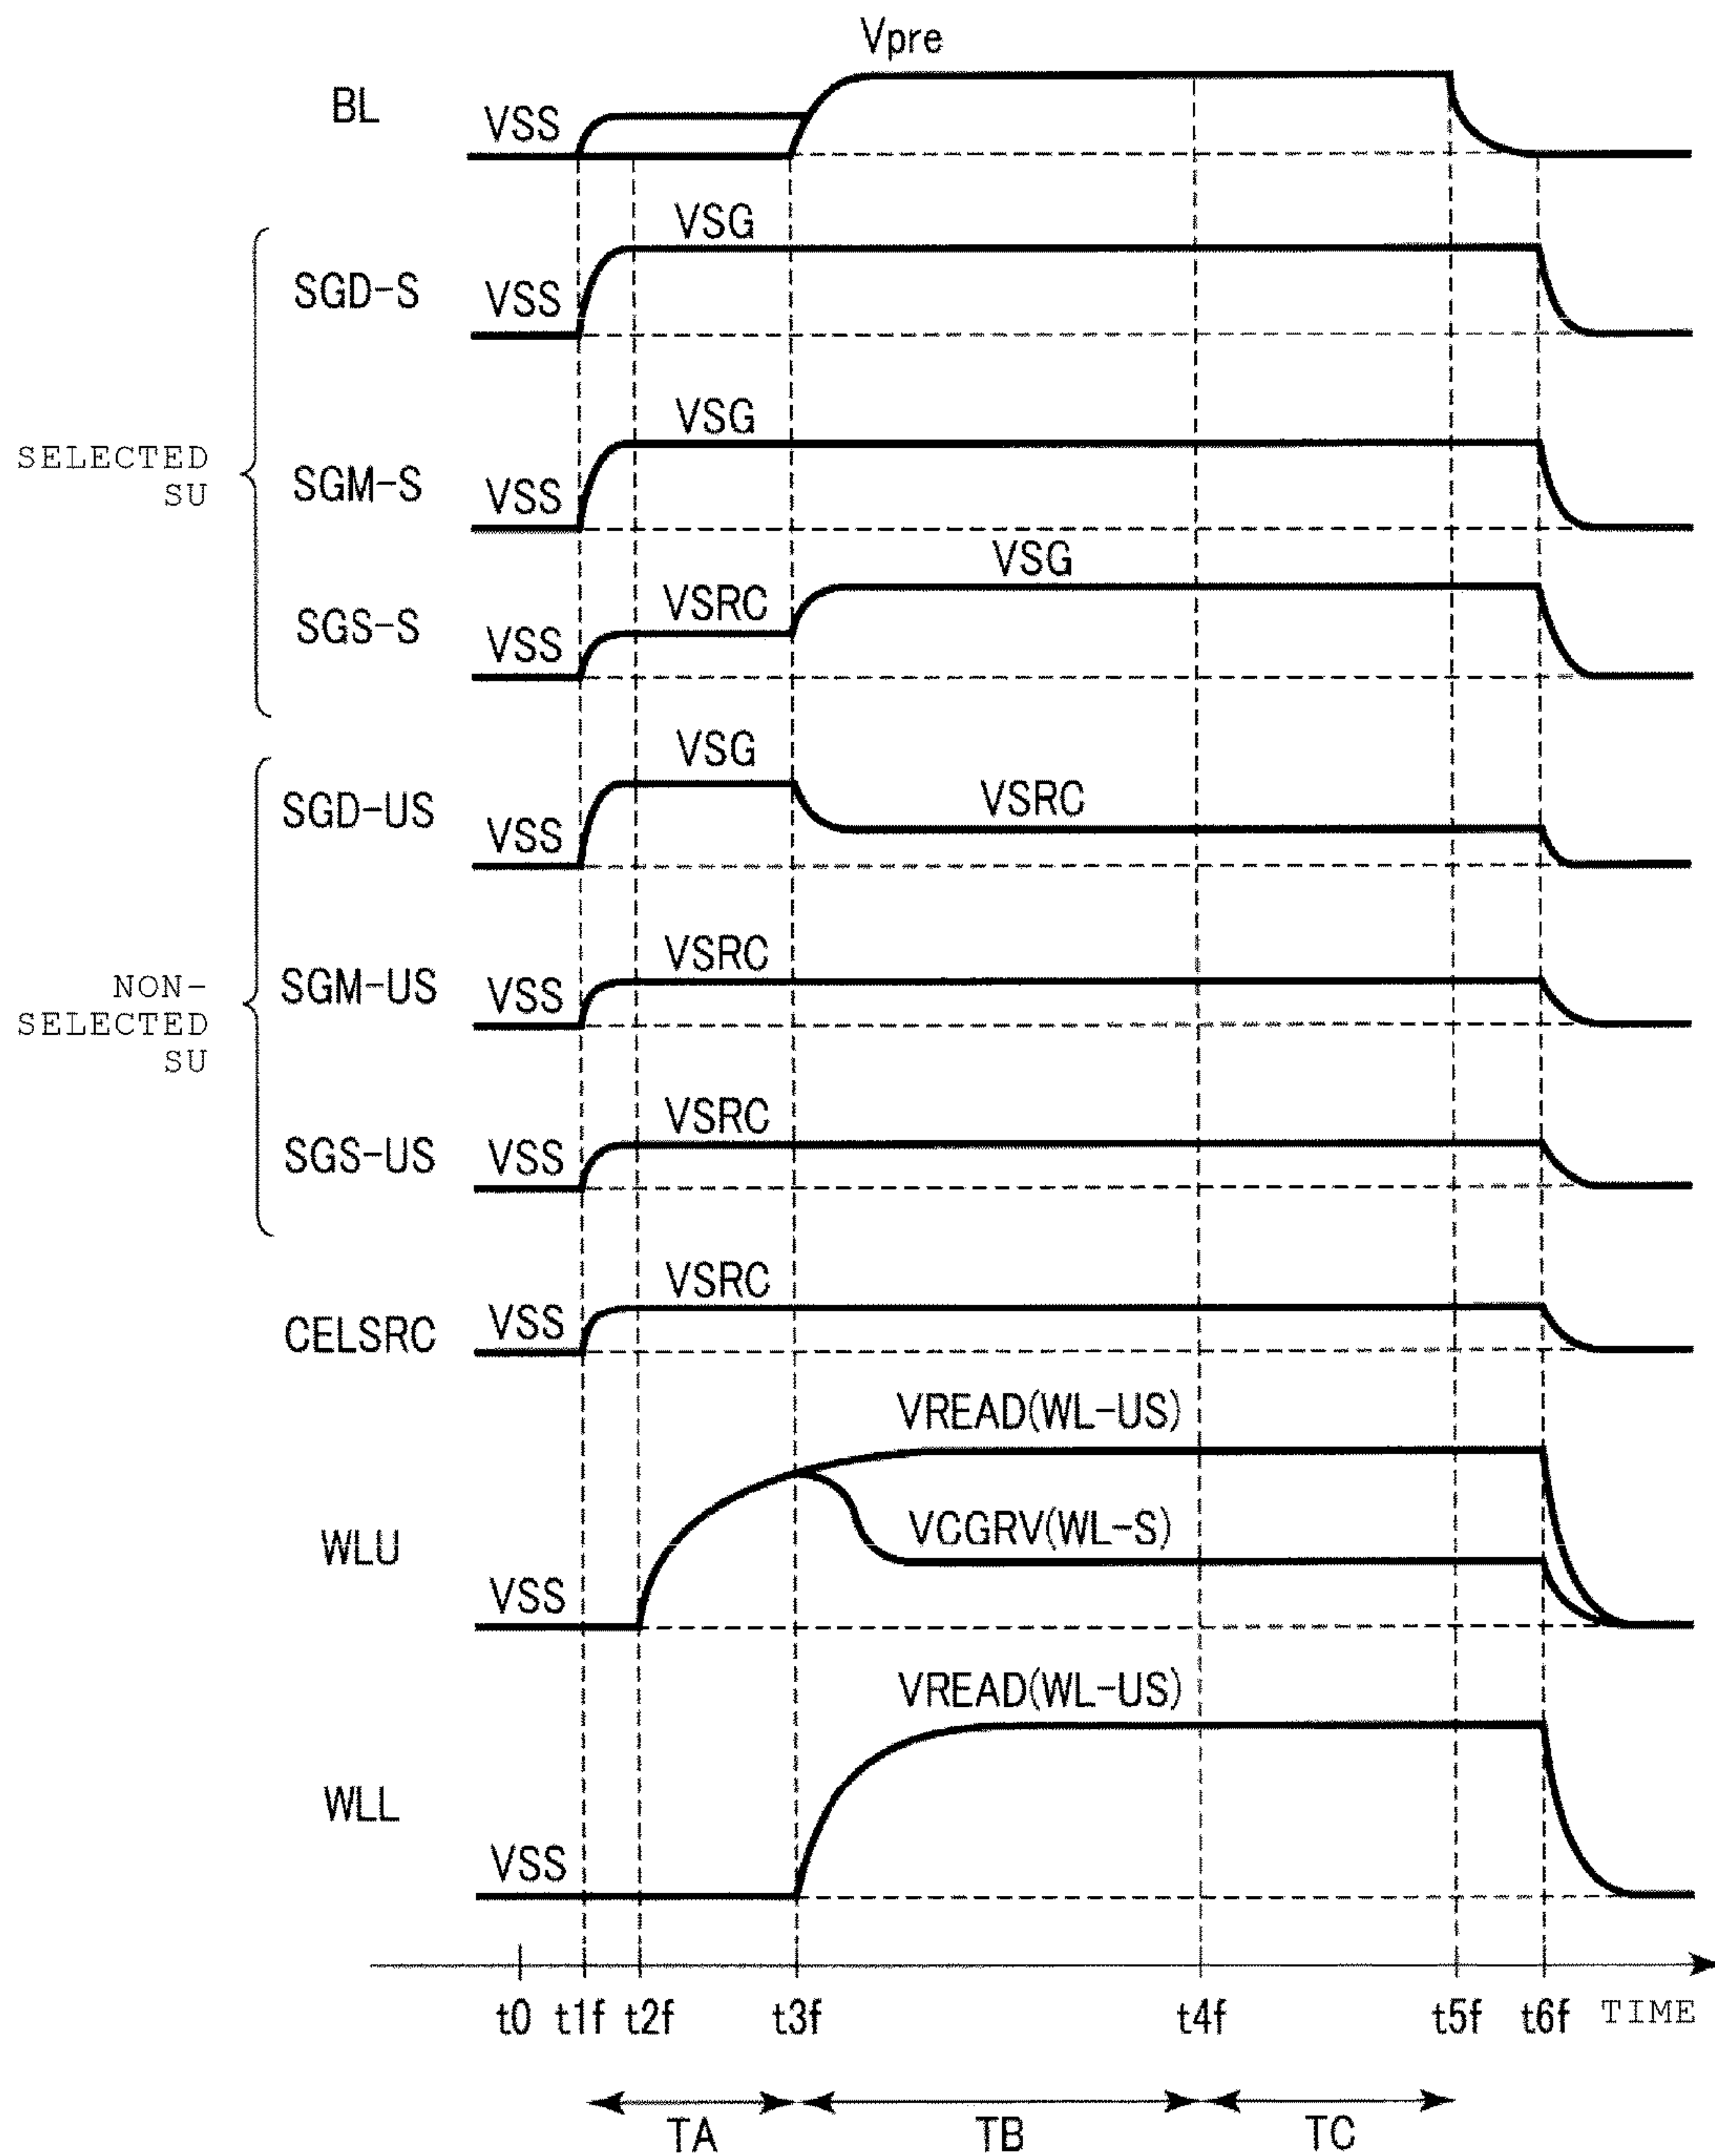 Vpre
BL
VSS
VSG
SGD-S
VSS
SELECTED
SU
VSG
SGM-S
VSS
VSG
VSRC
SGS-S
VSS
VSG
SGD-US
VSRC
VSS
NON-
SELECTED
SU
VSRC
SGM-US
VSS
VSRC
SGS-US
VSS
VSRC
CELSRC
VSS
VREAD(WL-US)
VCGRV(WL-S)
WLU
VSS
VREAD(WL-US)
WLL
VSS
t0 t1f t2f t3f t4f t5f t6f TIME
TA TB TC